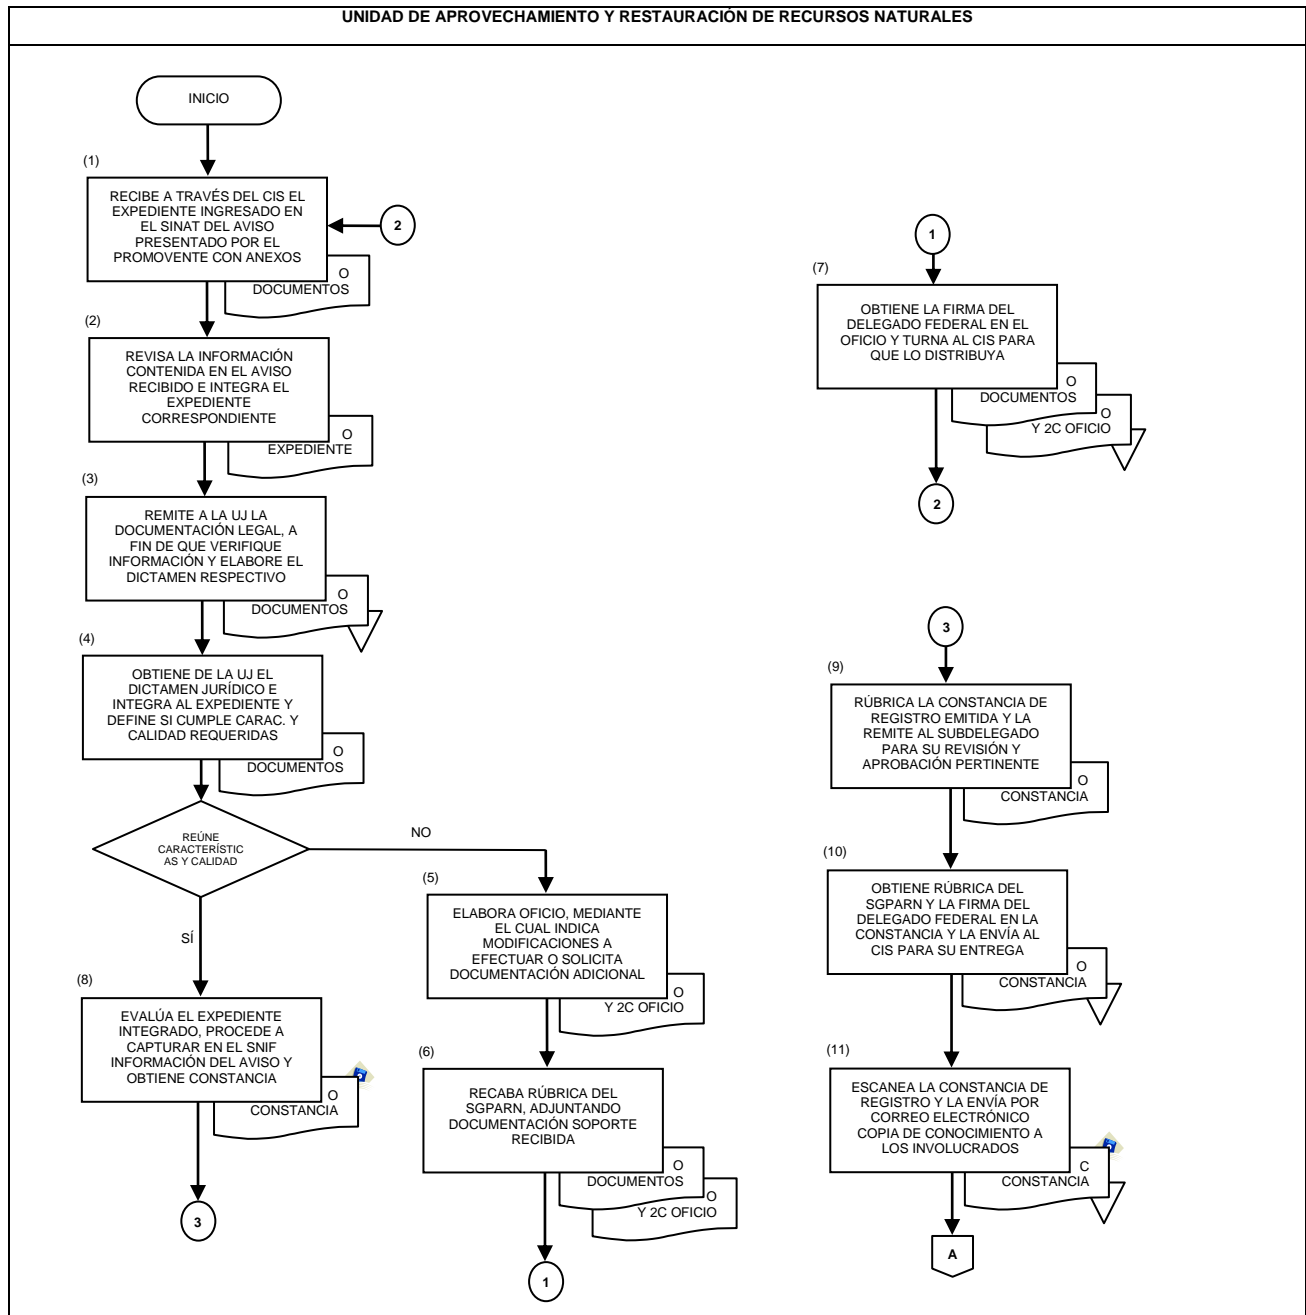 UNIDAD DE APROVECHAMIENTO Y RESTAURACIÓN DE RECURSOS NATURALES
INICIO
(1)
RECIBE A TRAVÉS DEL CIS EL
EXPEDIENTE INGRESADO EN
EL SINAT DEL AVISO
PRESENTADO POR EL
PROMOVENTE CON ANEXOS
2
O
DOCUMENTOS
(2)
REVISA LA INFORMACIÓN
CONTENIDA EN EL AVISO
RECIBIDO E INTEGRA EL
EXPEDIENTE
CORRESPONDIENTE
O
EXPEDIENTE
(3)
REMITE A LA UJ LA
DOCUMENTACIÓN LEGAL, A
FIN DE QUE VERIFIQUE
INFORMACIÓN Y ELABORE EL
DICTAMEN RESPECTIVO
O
DOCUMENTOS
(4)
OBTIENE DE LA UJ EL
DICTAMEN JURÍDICO E
INTEGRA AL EXPEDIENTE Y
DEFINE SI CUMPLE CARAC. Y
CALIDAD REQUERIDAS
O
DOCUMENTOS
REÚNE
CARACTERÍSTIC
AS Y CALIDAD
NO
SÍ
(5)
ELABORA OFICIO, MEDIANTE
EL CUAL INDICA
MODIFICACIONES A
EFECTUAR O SOLICITA
DOCUMENTACIÓN ADICIONAL
O
Y 2C OFICIO
(6)
RECABA RÚBRICA DEL
SGPARN, ADJUNTANDO
DOCUMENTACIÓN SOPORTE
RECIBIDA
O
DOCUMENTOS
O
Y 2C OFICIO
1
(8)
EVALÚA EL EXPEDIENTE
INTEGRADO, PROCEDE A
CAPTURAR EN EL SNIF
INFORMACIÓN DEL AVISO Y
OBTIENE CONSTANCIA
O
CONSTANCIA
3
1
(7)
OBTIENE LA FIRMA DEL
DELEGADO FEDERAL EN EL
OFICIO Y TURNA AL CIS PARA
QUE LO DISTRIBUYA
O
DOCUMENTOS
O
Y 2C OFICIO
2
3
(9)
RÚBRICA LA CONSTANCIA DE
REGISTRO EMITIDA Y LA
REMITE AL SUBDELEGADO
PARA SU REVISIÓN Y
APROBACIÓN PERTINENTE
O
CONSTANCIA
(10)
OBTIENE RÚBRICA DEL
SGPARN Y LA FIRMA DEL
DELEGADO FEDERAL EN LA
CONSTANCIA Y LA ENVÍA AL
CIS PARA SU ENTREGA
O
CONSTANCIA
(11)
ESCANEA LA CONSTANCIA DE
REGISTRO Y LA ENVÍA POR
CORREO ELECTRÓNICO
COPIA DE CONOCIMIENTO A
LOS INVOLUCRADOS
C
CONSTANCIA
A